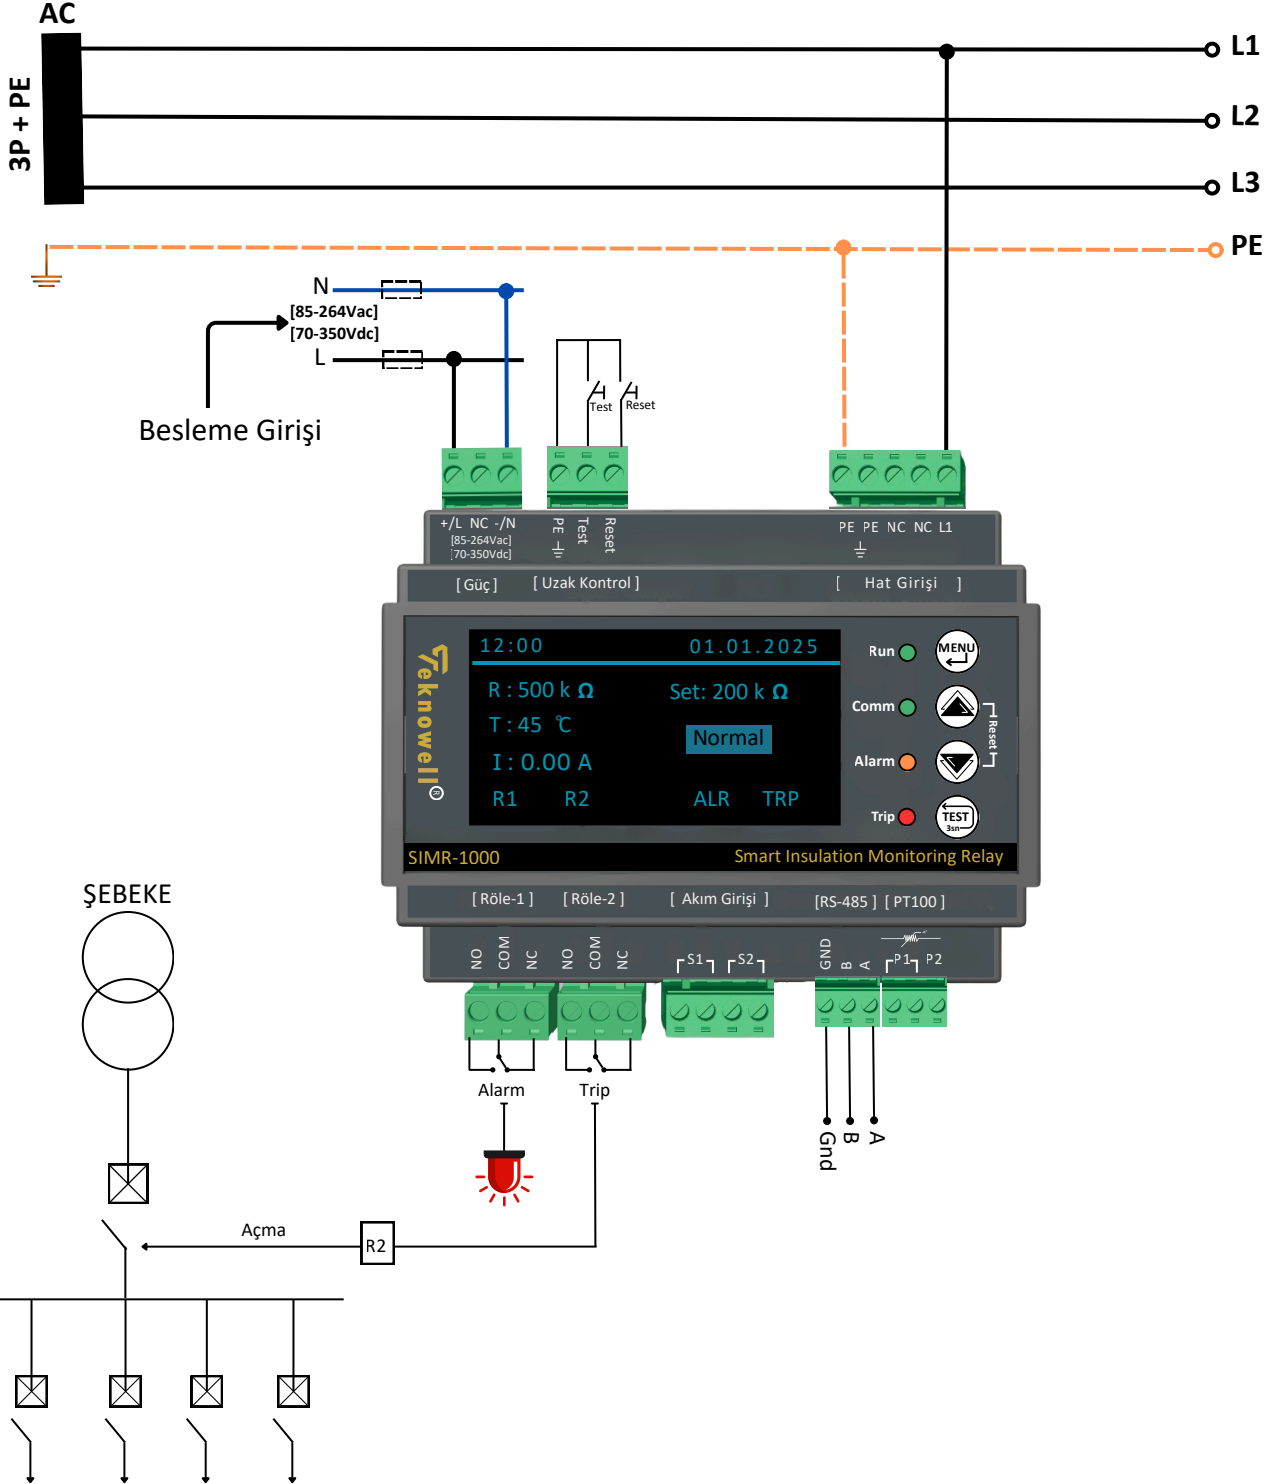 AC
3P + PE
L1
L2
L3
PE
N
[85-264Vac]
[70-350Vdc]
L
Besleme Girişi
Test
Reset
+/L NC -/N
[85-264Vac]
[70-350Vdc]
PE
Test
Reset
PE PE NC NC L1
[ Güç ]
[ Uzak Kontrol ]
[ Hat Girişi ]
Teknowell®
12:00
01.01.2025
R : 500 k Ω
Set: 200 k Ω
T : 45 ℃
Normal
I : 0.00 A
R1
R2
ALR
TRP
Run
MENU
Comm
Reset
Alarm
Trip
TEST
3sn
SIMR-1000
Smart Insulation Monitoring Relay
[ Röle-1 ]
[ Röle-2 ]
[ Akım Girişi ]
[RS-485 ]
[ PT100 ]
NO
COM
NC
NO
COM
NC
S1
S2
GND
B
A
P1
P2
Alarm
Trip
Gnd
B
A
ŞEBEKE
Açma
R2